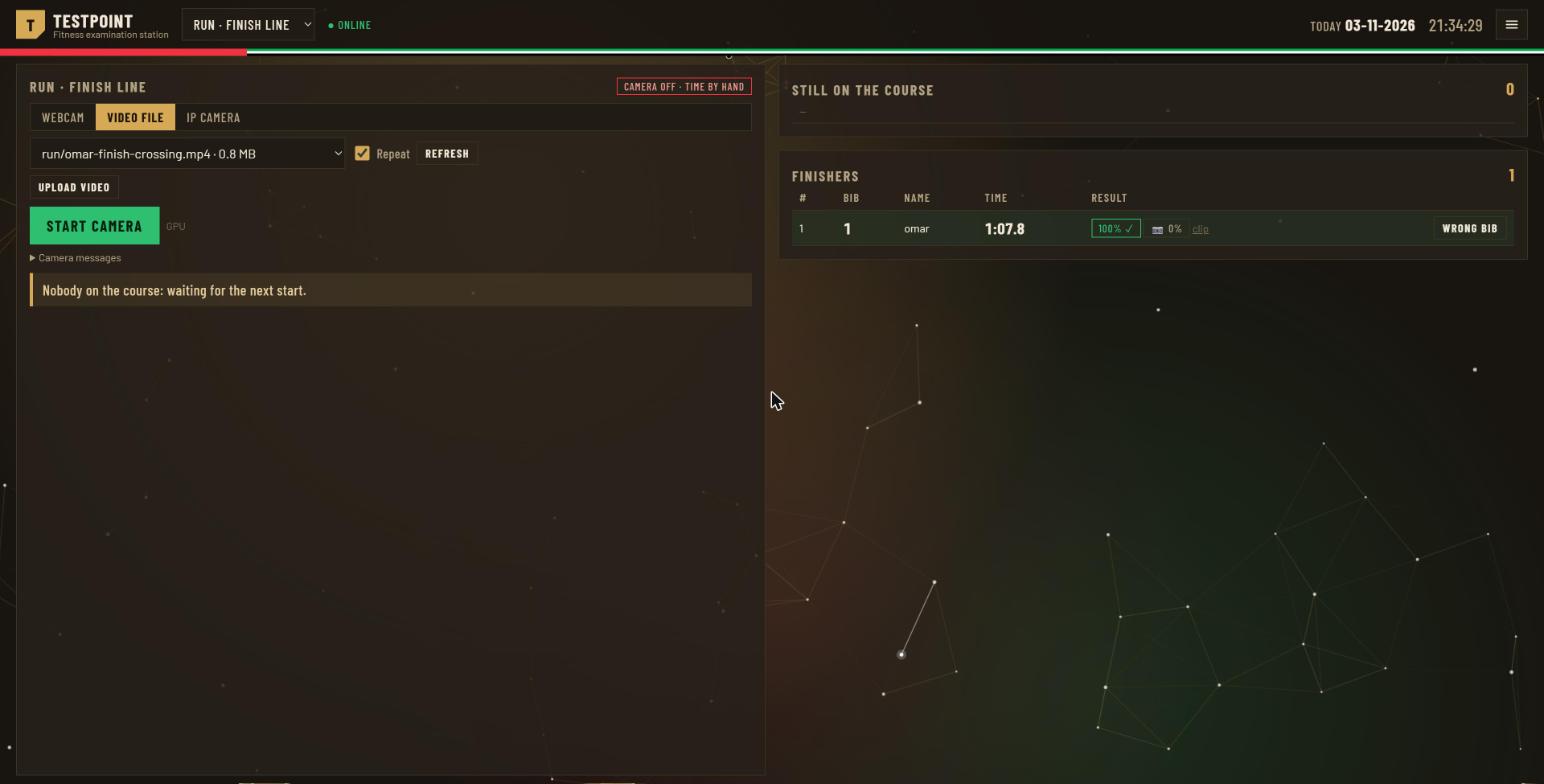 T TESTPOINT
Fitness examination station
RUN · FINISH LINE
● ONLINE
TODAY 03-11-2026 21:34:29
RUN · FINISH LINE
CAMERA OFF · TIME BY HAND
WEBCAM VIDEO FILE IP CAMERA
run/omar-finish-crossing.mp4 · 0.8 MB
Repeat REFRESH
UPLOAD VIDEO
START CAMERA GPU
Camera messages
Nobody on the course: waiting for the next start.
STILL ON THE COURSE 0
–
FINISHERS 1
# BIB NAME TIME RESULT
1 1 omar 1:07.8 100% ✓ 0% clip WRONG BIB